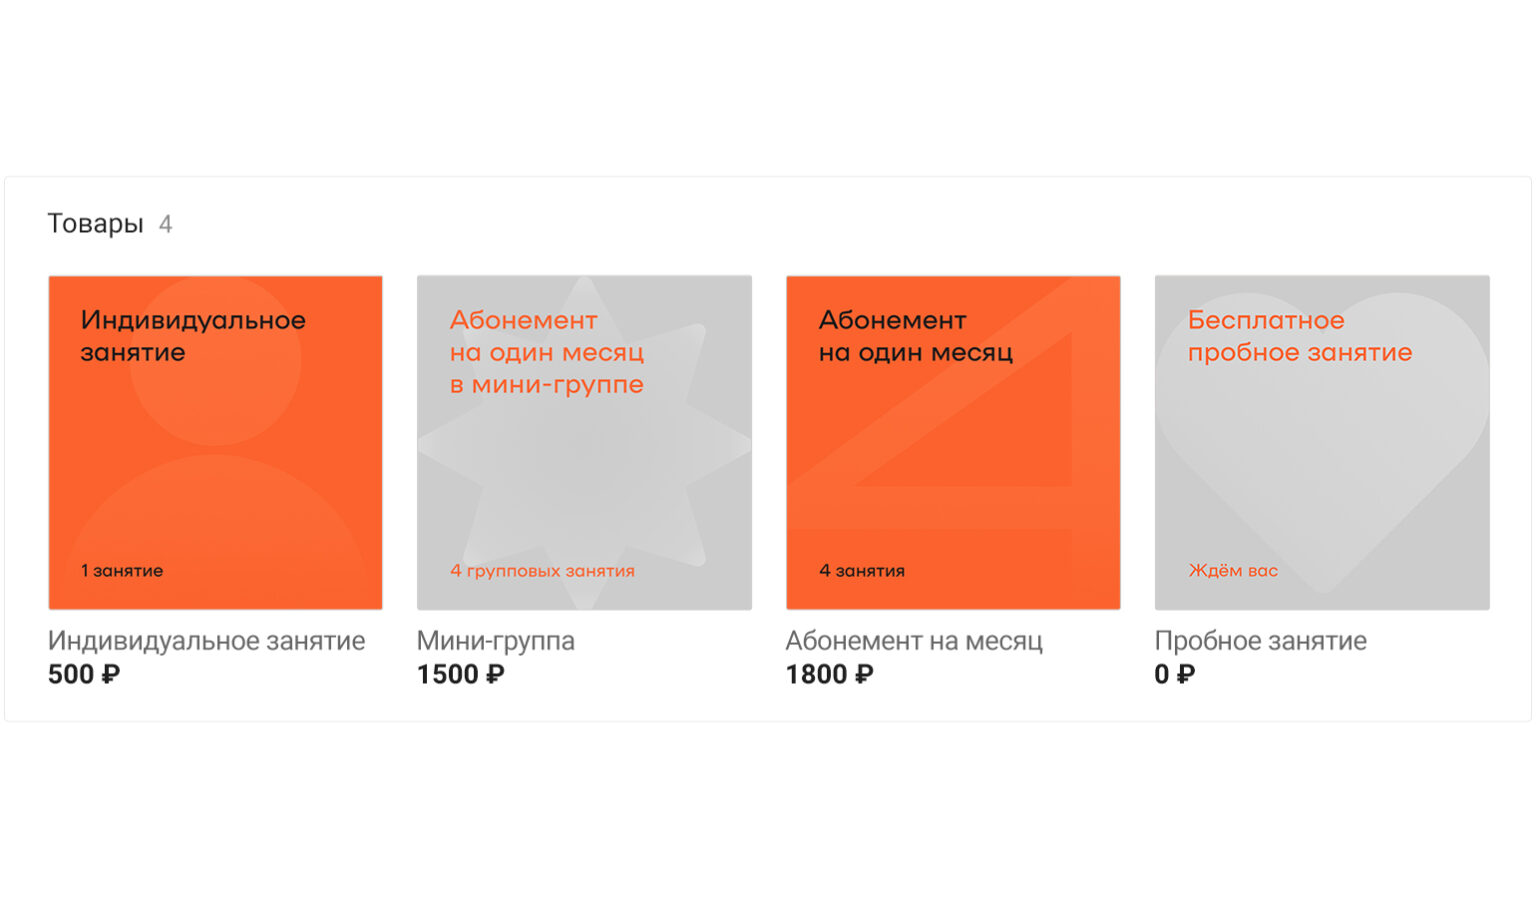 Товары 4
Индивидуальное
занятие
1 занятие
Индивидуальное занятие
500 ₽
Абонемент
на один месяц
в мини-группе
4 групповых занятия
Мини-группа
1500 ₽
Абонемент
на один месяц
4 занятия
Абонемент на месяц
1800 ₽
Бесплатное
пробное занятие
Ждём вас
Пробное занятие
0 ₽